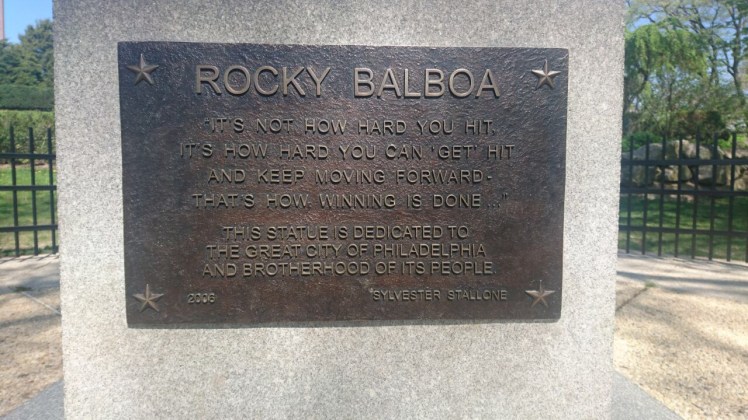 ROCKY BALBOA
"IT'S NOT HOW HARD YOU HIT,
IT'S HOW HARD YOU CAN 'GET' HIT
AND KEEP MOVING FORWARD-
THAT'S HOW WINNING IS DONE..."
THIS STATUE IS DEDICATED TO
THE GREAT CITY OF PHILADELPHIA
AND BROTHERHOOD OF ITS PEOPLE.
2006 SYLVESTER STALLONE